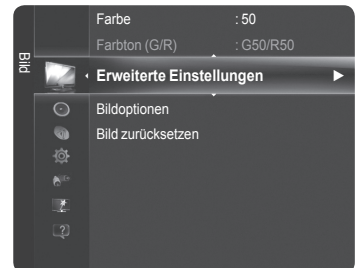 Bild
Farbe : 50
Farbton (G/R) : G50/R50
Erweiterte Einstellungen
Bildoptionen
Bild zurücksetzen